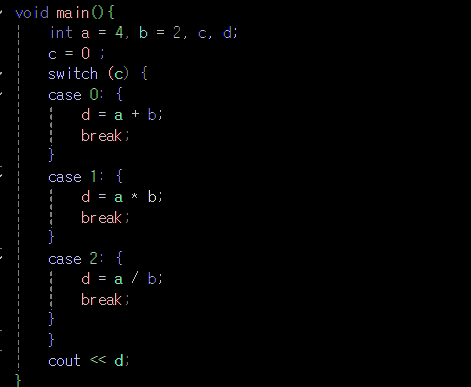 void main(){
int a = 4, b = 2, c, d;
c = 0 ;
switch (c) {
case 0: {
d = a + b;
break;
}
case 1: {
d = a * b;
break;
}
case 2: {
d = a / b;
break;
}
}
cout << d;
}